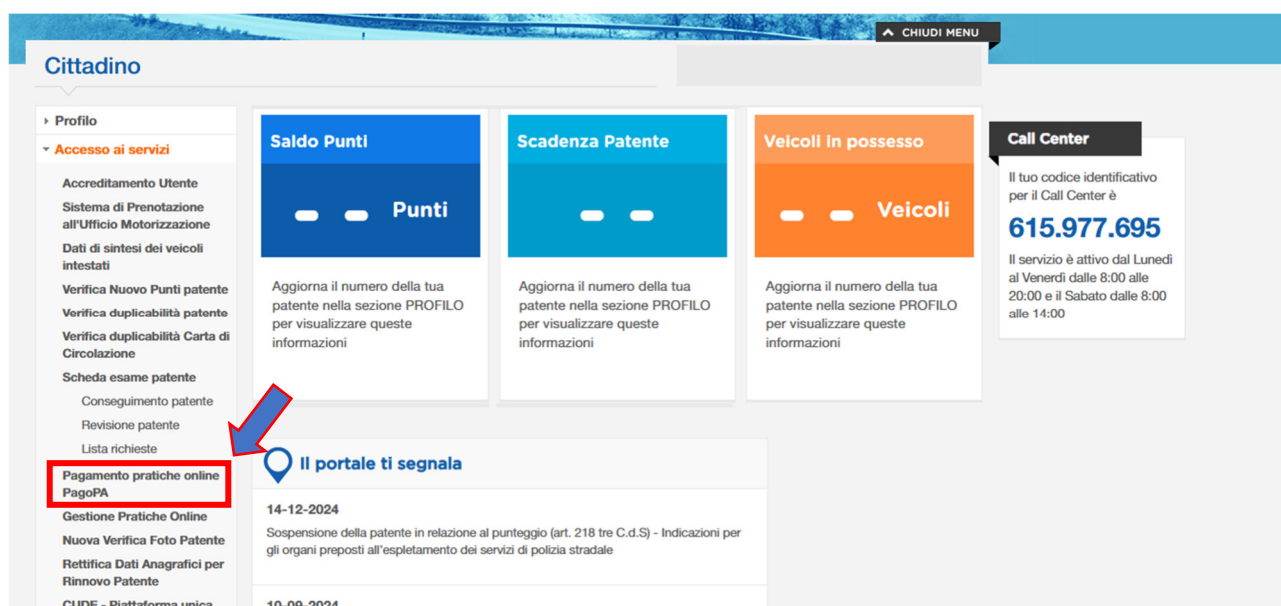 CHIUDI MENU
Cittadino
Profilo
Accesso ai servizi
Accreditamento Utente
Sistema di Prenotazione
all'Ufficio Motorizzazione
Dati di sintesi dei veicoli
intestati
Verifica Nuovo Punti patente
Verifica duplicabilità patente
Verifica duplicabilità Carta di
Circolazione
Scheda esame patente
Conseguimento patente
Revisione patente
Lista richieste
Pagamento pratiche online
PagoPA
Gestione Pratiche Online
Nuova Verifica Foto Patente
Rettifica Dati Anagrafici per
Rinnovo Patente
CUDE - Piattaforma unica
Saldo Punti
– – Punti
Aggiorna il numero della tua
patente nella sezione PROFILO
per visualizzare queste
informazioni
Scadenza Patente
– –
Aggiorna il numero della tua
patente nella sezione PROFILO
per visualizzare queste
informazioni
Veicoli in possesso
– – Veicoli
Aggiorna il numero della tua
patente nella sezione PROFILO
per visualizzare queste
informazioni
Call Center
Il tuo codice identificativo
per il Call Center è
615.977.695
Il servizio è attivo dal Lunedì
al Venerdì dalle 8:00 alle
20:00 e il Sabato dalle 8:00
alle 14:00
Il portale ti segnala
14-12-2024
Sospensione della patente in relazione al punteggio (art. 218 tre C.d.S) - Indicazioni per
gli organi preposti all'espletamento dei servizi di polizia stradale
10-09-2024